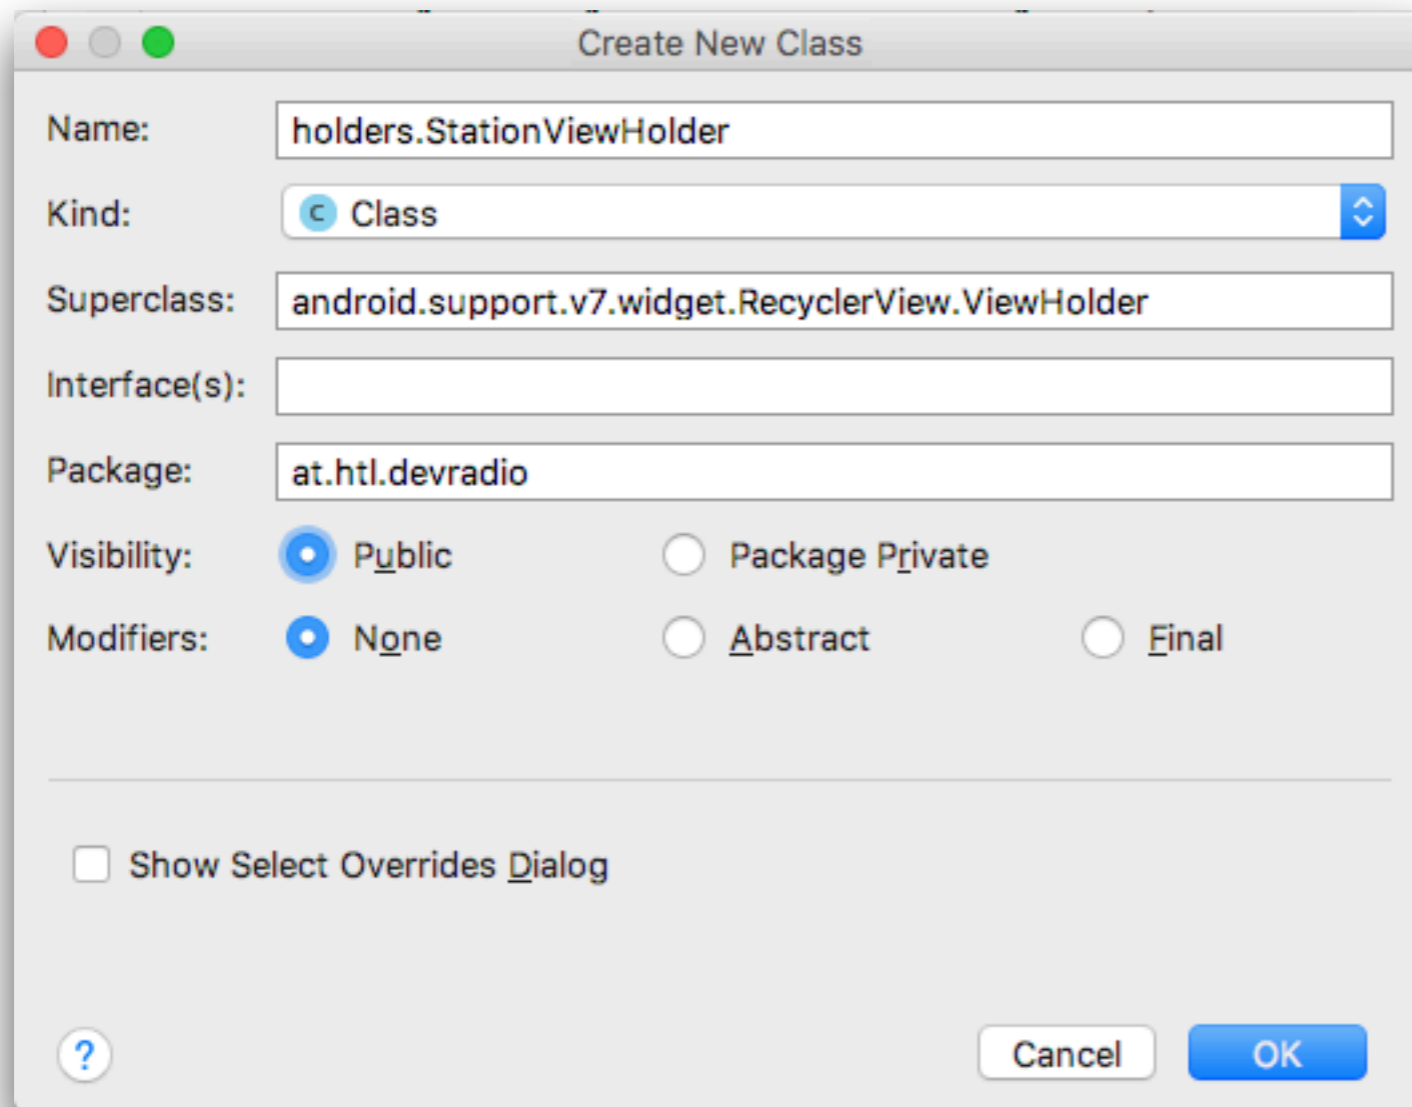 Create New Class
Name: holders.StationViewHolder
Kind: C Class
Superclass: android.support.v7.widget.RecyclerView.ViewHolder
Interface(s):
Package: at.htl.devradio
Visibility: Public Package Private
Modifiers: None Abstract Final
Show Select Overrides Dialog
? Cancel OK